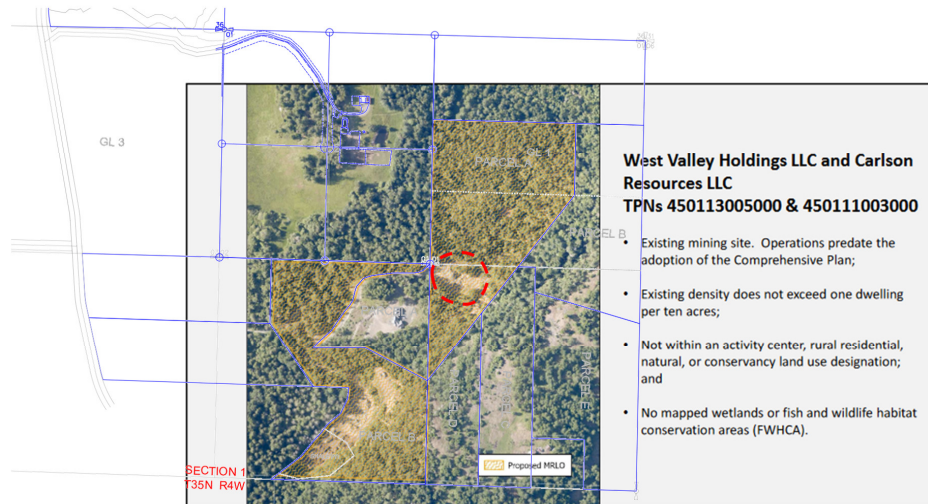 36
01
GL 3
PARCEL
PARCEL B
West Valley Holdings LLC and Carlson
Resources LLC
TPNs 450113005000 & 450111003000
• Existing mining site. Operations predate the
adoption of the Comprehensive Plan;
• Existing density does not exceed one dwelling
per ten acres;
• Not within an activity center, rural residential,
natural, or conservancy land use designation;
and
• No mapped wetlands or fish and wildlife habitat
conservation areas (FWHCA).
PARCEL D
PARCEL E
PARCEL B
Proposed MRLO
SECTION 1
T35N R4W